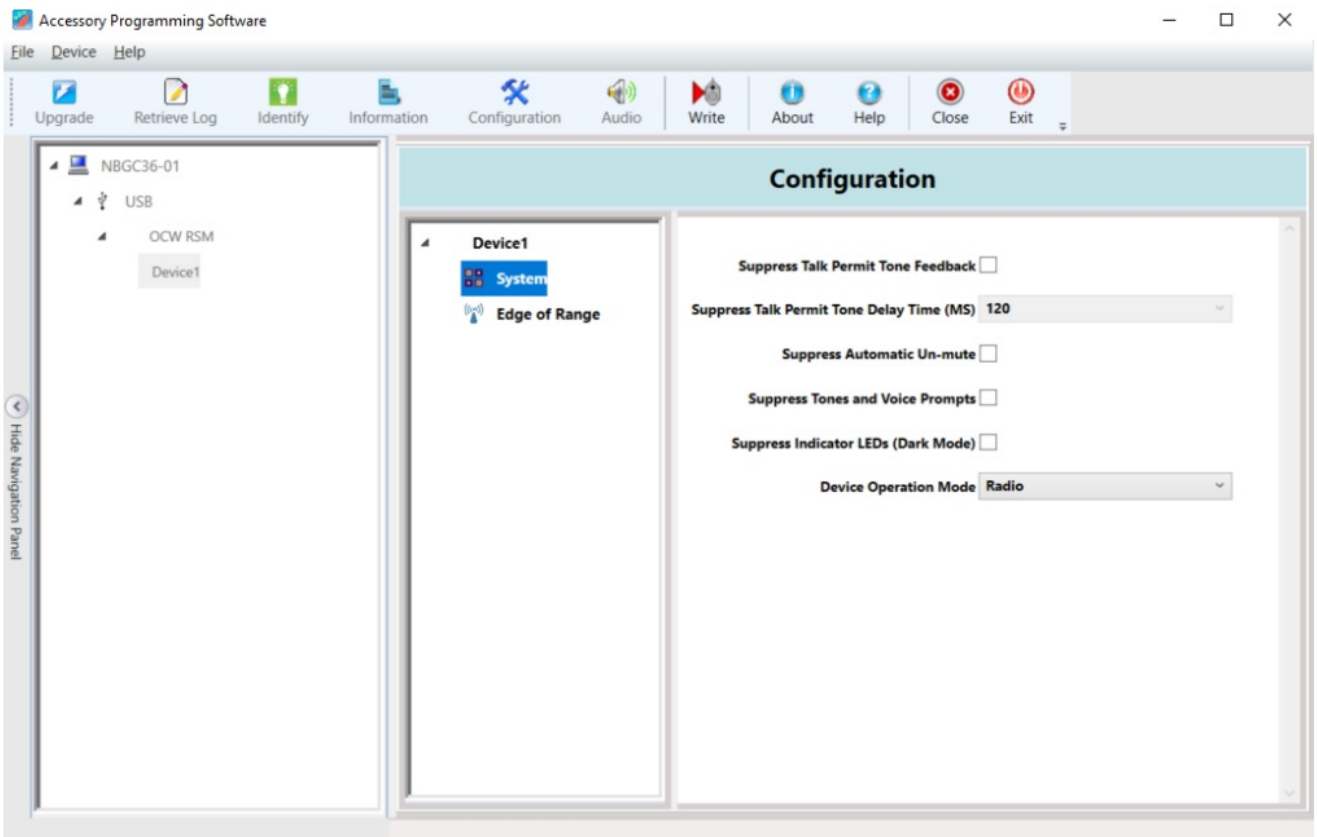 Accessory Programming Software
File Device Help
Upgrade Retrieve Log Identify Information Configuration Audio Write About Help Close Exit
Hide Navigation Panel
NBGC36-01
USB
OCW RSM
Device1
Configuration
Device1
System
Edge of Range
Suppress Talk Permit Tone Feedback
Suppress Talk Permit Tone Delay Time (MS) 120
Suppress Automatic Un-mute
Suppress Tones and Voice Prompts
Suppress Indicator LEDs (Dark Mode)
Device Operation Mode Radio